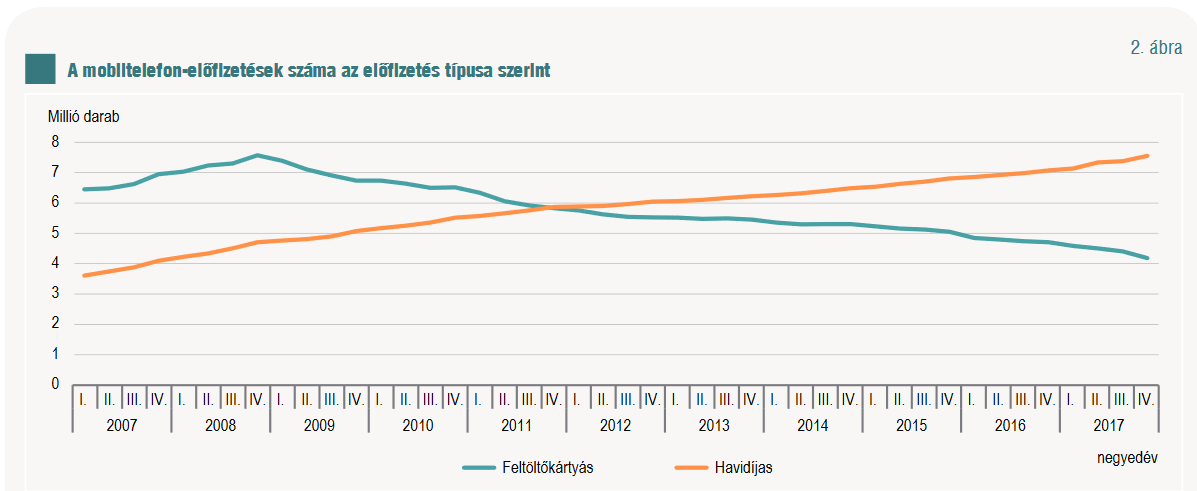 2. ábra
A mobiltelefon-előfizetések száma az előfizetés típusa szerint
Millió darab
8
7
6
5
4
3
2
1
0
I. II. III. IV. I. II. III. IV. I. II. III. IV. I. II. III. IV. I. II. III. IV. I. II. III. IV. I. II. III. IV. I. II. III. IV. I. II. III. IV. I. II. III. IV. I. II. III. IV.
2007 2008 2009 2010 2011 2012 2013 2014 2015 2016 2017
negyedév
Feltöltőkártyás Havidíjas